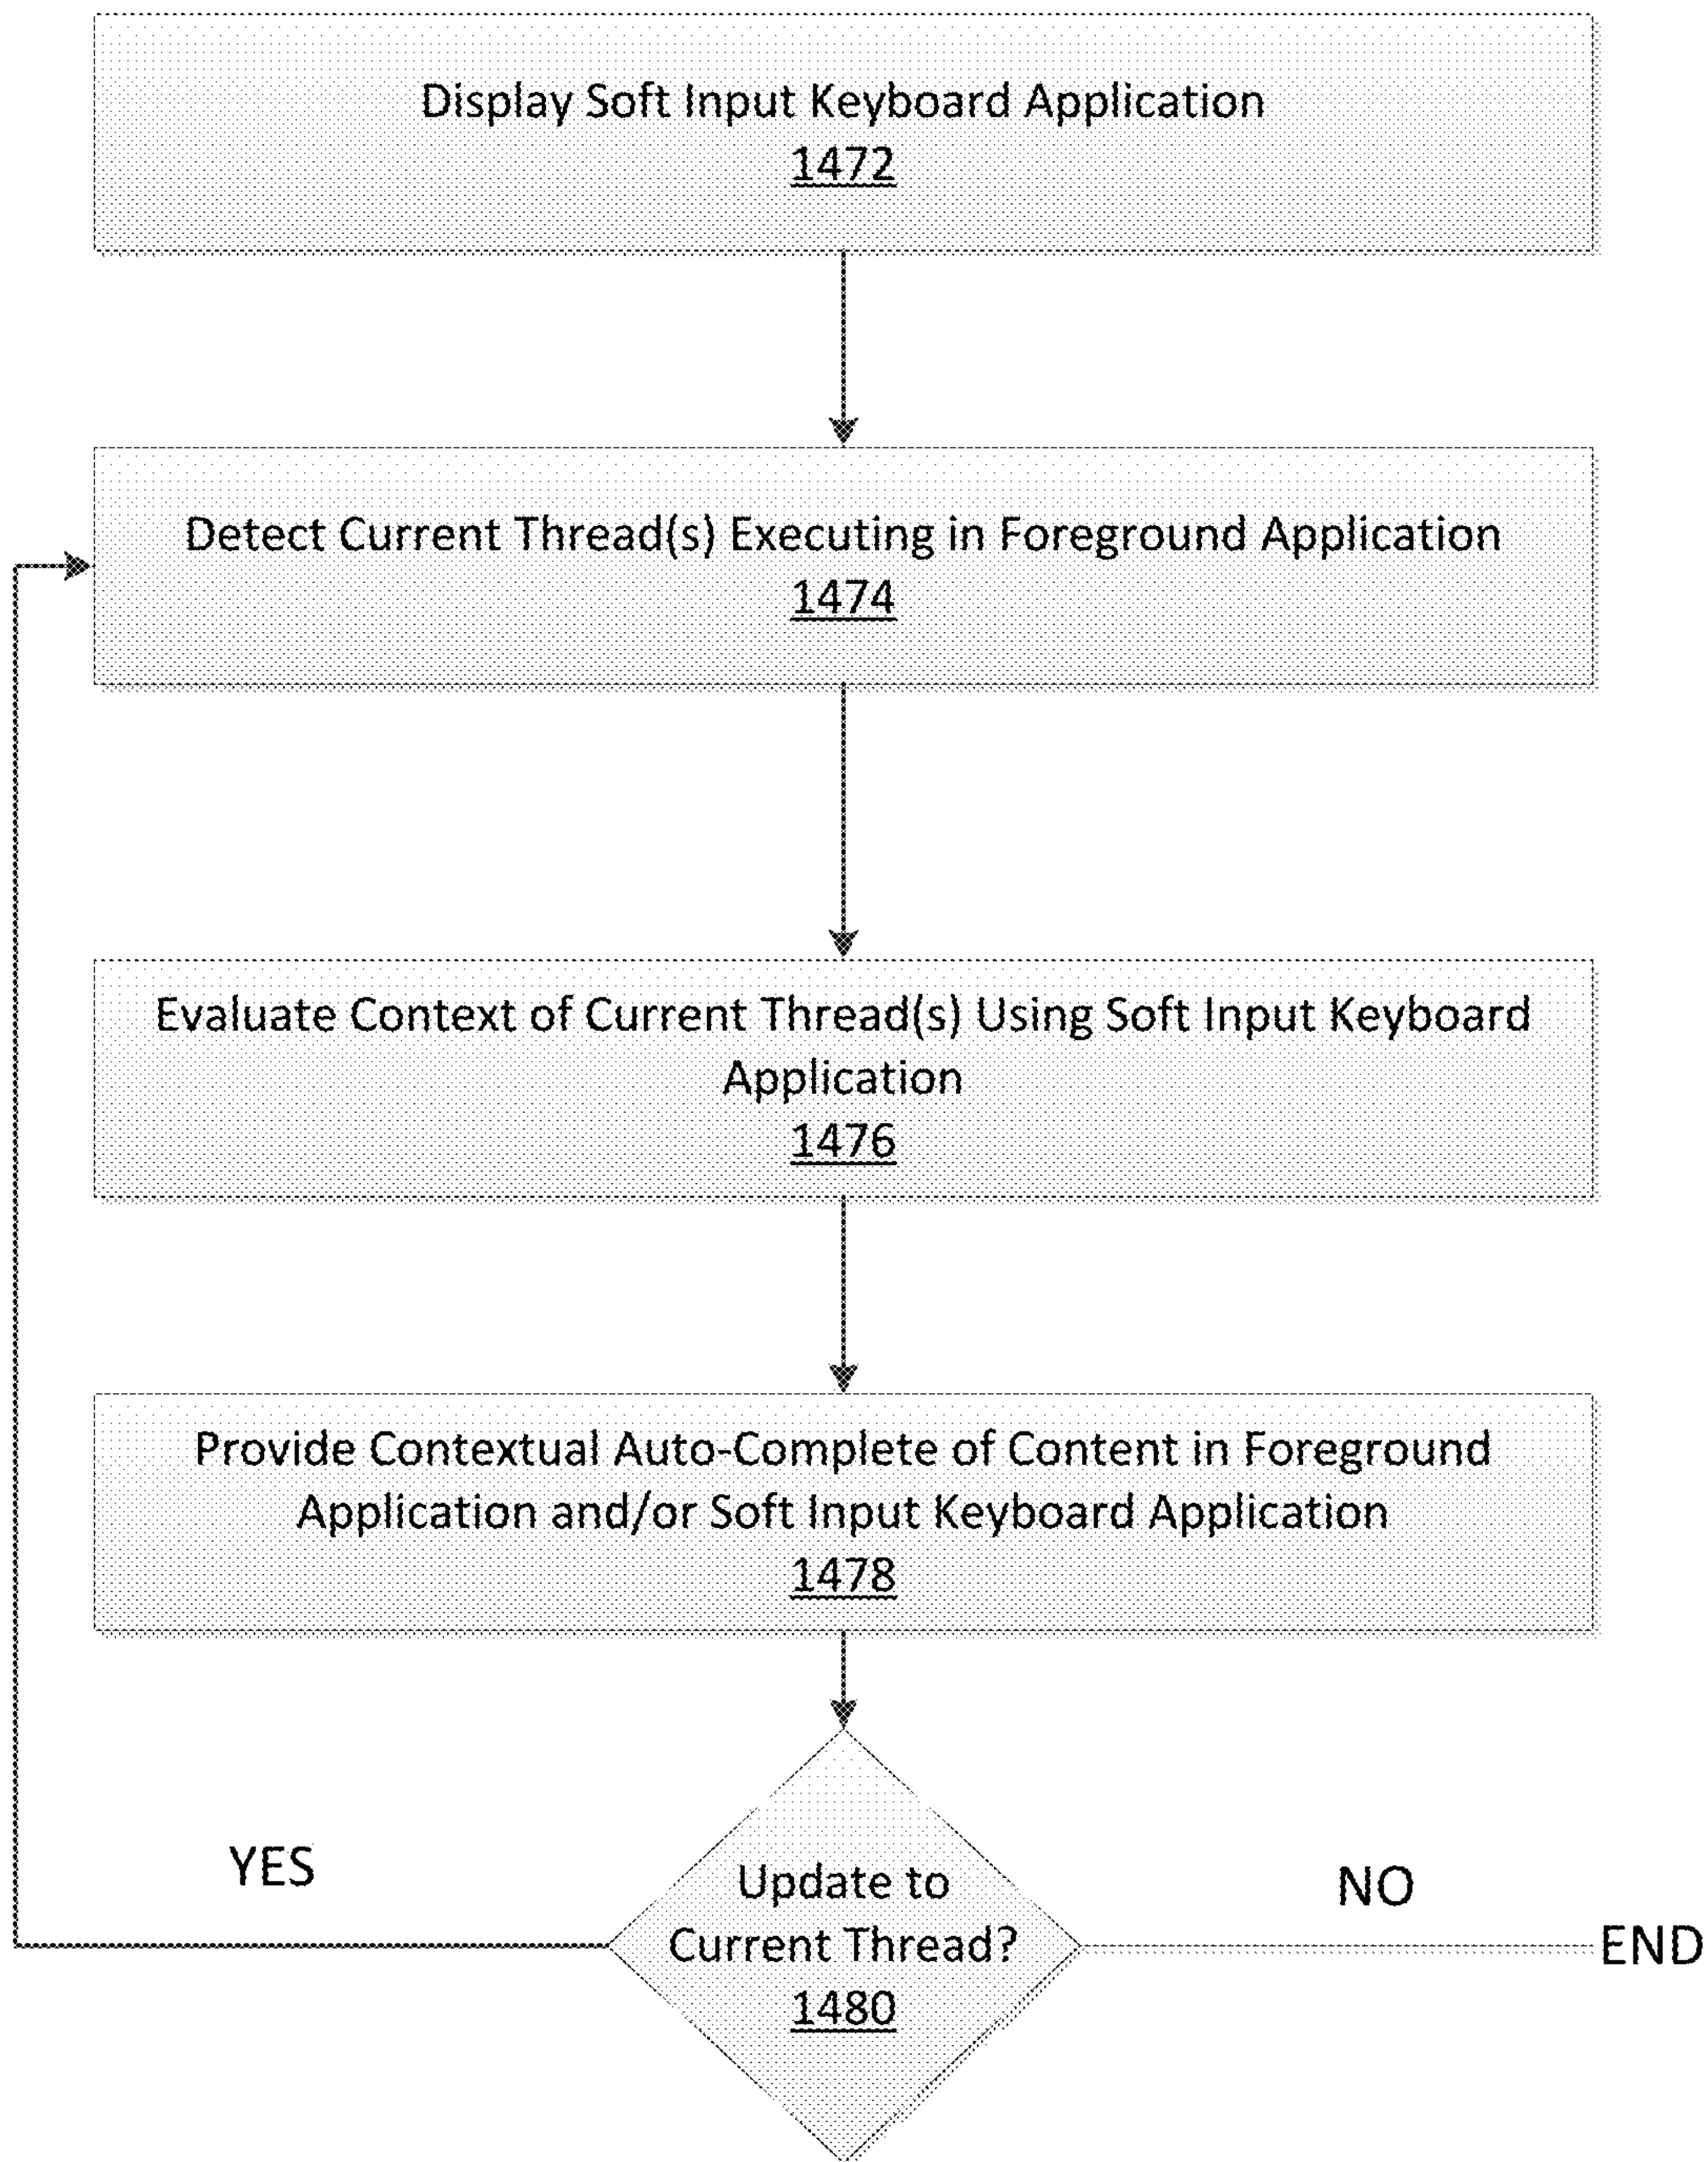 Display Soft Input Keyboard Application
1472
Detect Current Thread(s) Executing in Foreground Application
1474
Evaluate Context of Current Thread(s) Using Soft Input Keyboard
Application
1476
Provide Contextual Auto-Complete of Content in Foreground
Application and/or Soft Input Keyboard Application
1478
YES
Update to
Current Thread?
1480
NO
END